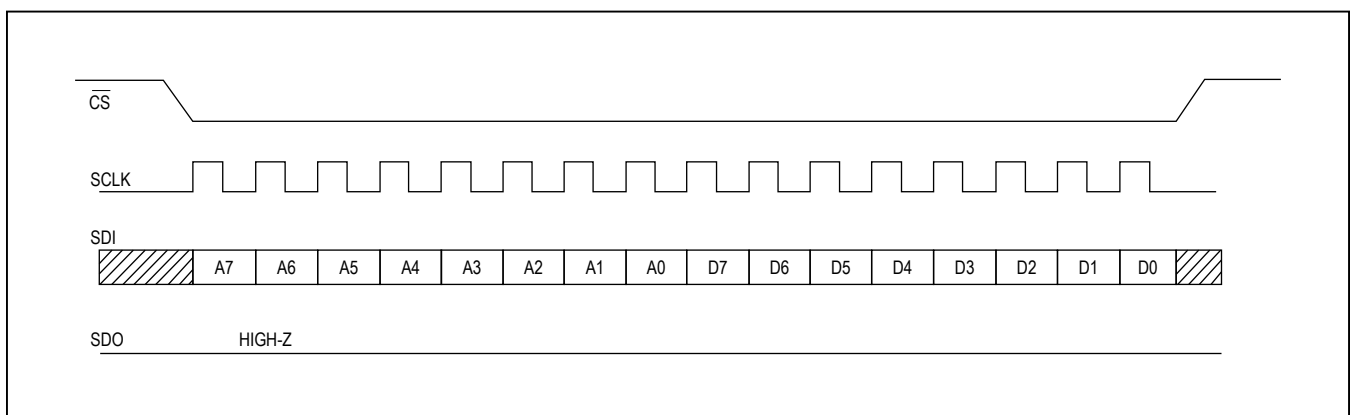 CS
SCLK
SDI
A7 A6 A5 A4 A3 A2 A1 A0 D7 D6 D5 D4 D3 D2 D1 D0
SDO HIGH-Z